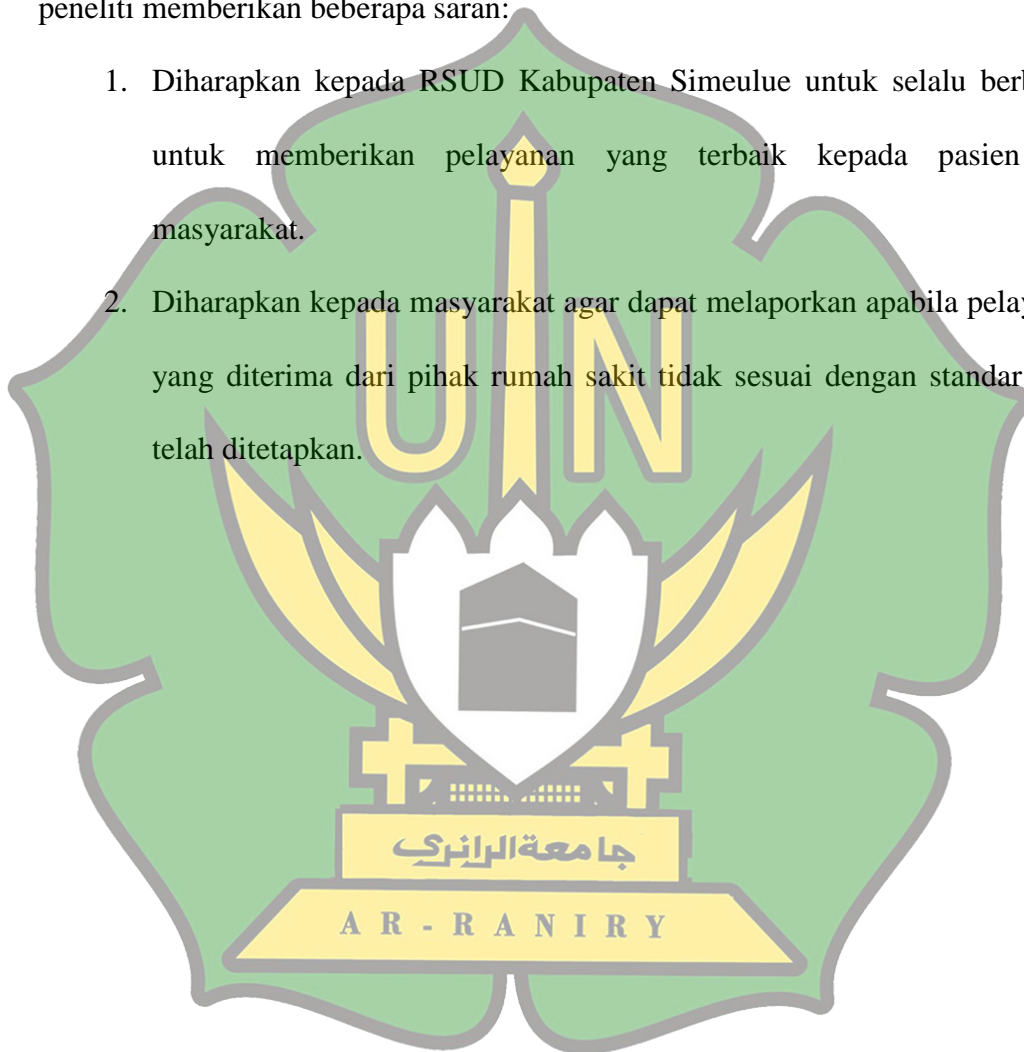 peneliti memberikan beberapa saran:
1. Diharapkan kepada RSUD Kabupaten Simeulue untuk selalu
untuk memberikan pelayanan yang terbaik kepada pasien
masyarakat.
2. Diharapkan kepada masyarakat agar dapat melaporkan apabila
yang diterima dari pihak rumah sakit tidak sesuai dengan standar
telah ditetapkan.
UIN
جامعة الرانري
AR-RANIRY